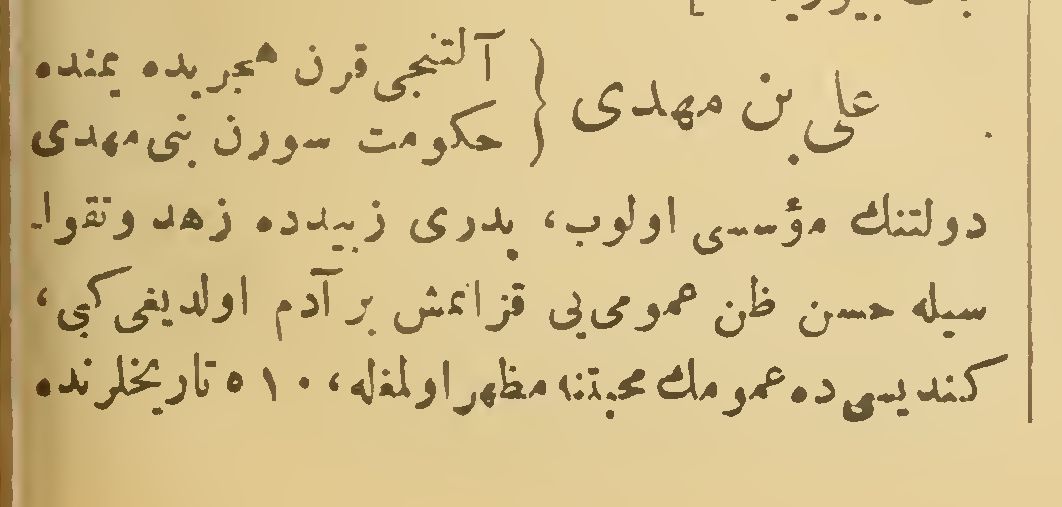 علی بن مهدی { آلتنجی قرن هجریده یمنده
حکومت سورن بنی مهدی
دولتنك مؤسسی اولوب، پدری زبیدده زهد وتقوا۔
سیله حسن ظن عمومی یی قزانمش بر آدم اولدیغی کبی،
کندیسی ده عمومك محبتنه مظهر اولمغله، ٥١٠ تاریخلرنده